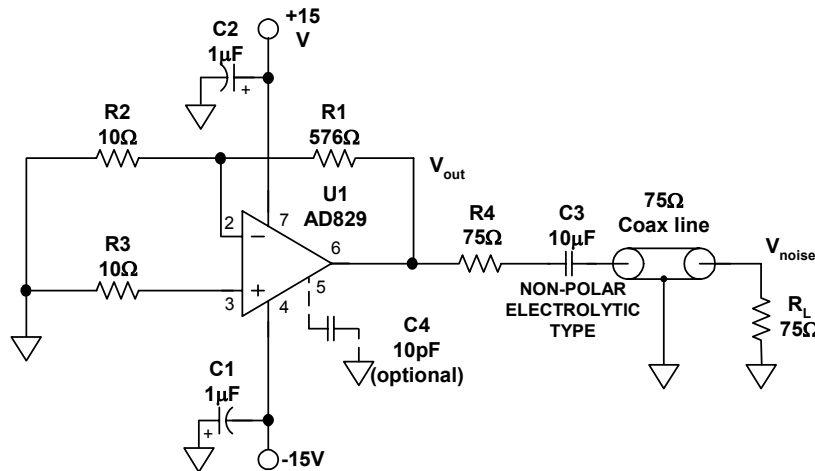 +15
V
C2
1µF
+
R2
10Ω
R1
576Ω
V_out
U1
AD829
2
7
−
6
R3
10Ω
3
+
4
5
R4
75Ω
C3
10µF
NON-POLAR
ELECTROLYTIC
TYPE
75Ω
Coax line
V_noise
R_L
75Ω
C4
10pF
(optional)
C1
1µF
+
-15V